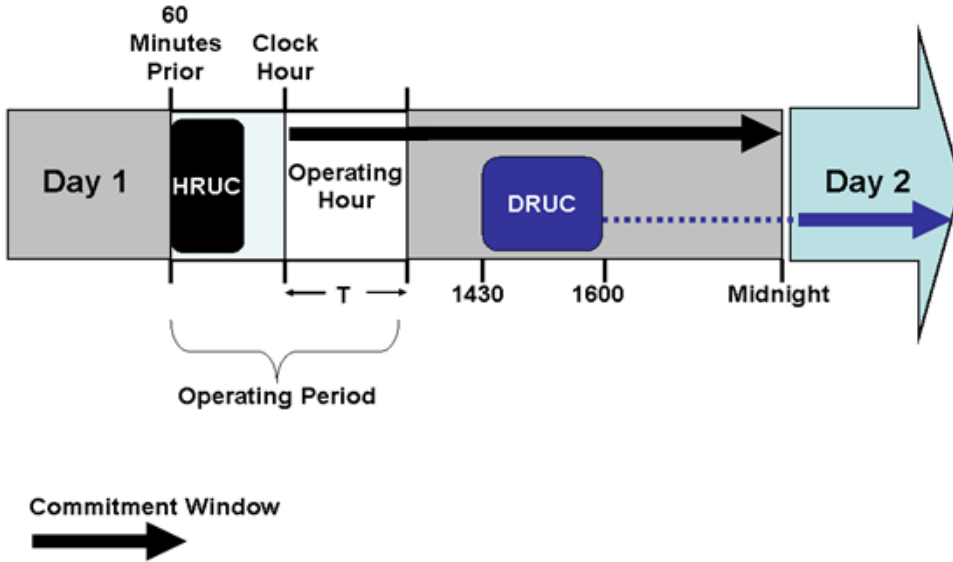 60
Minutes
Prior
Clock
Hour
Day 1
HRUC
Operating
Hour
DRUC
Day 2
T
1430
1600
Midnight
Operating Period
Commitment Window